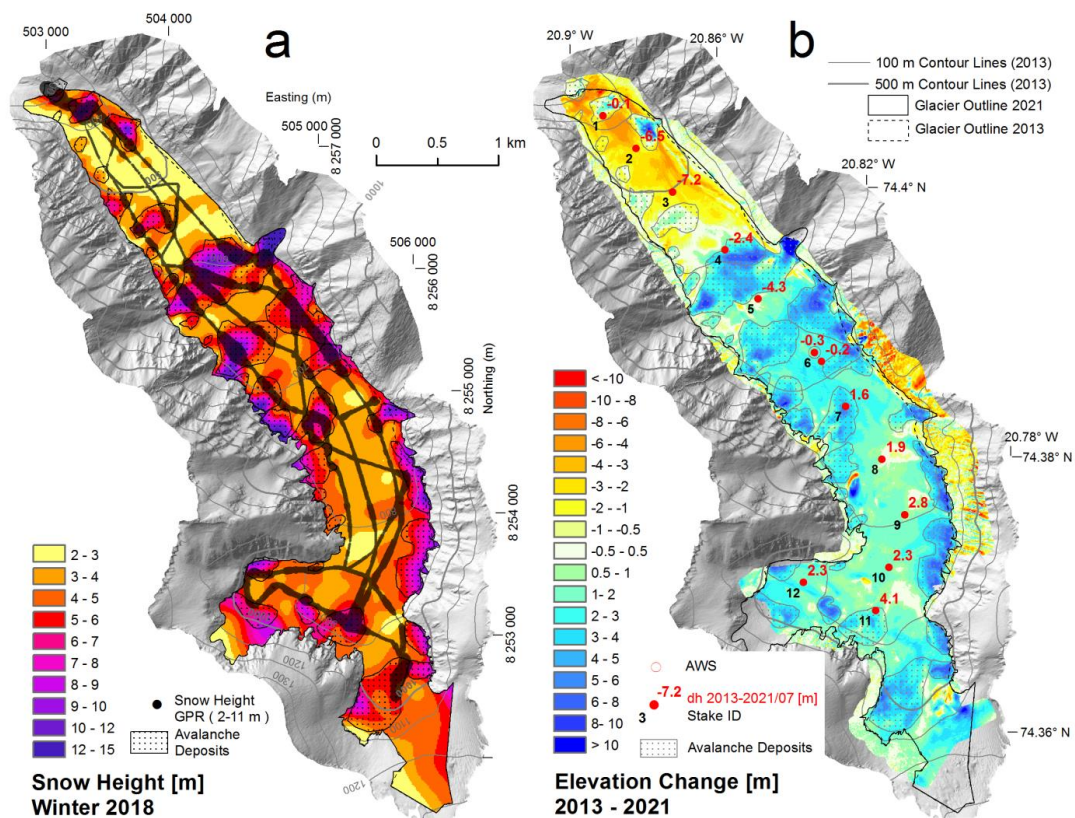 503 000
504 000
a
Easting (m)
505 000
8 257 000
0 0.5 1 km
1000
506 000
8 256 000
600
Northing (m)
8 255 000
8 254 000
800
8 253 000
1200
1300
1000
1100
1200
2 - 3
3 - 4
4 - 5
5 - 6
6 - 7
7 - 8
8 - 9
9 - 10
10 - 12
12 - 15
Snow Height
GPR ( 2-11 m )
Avalanche
Deposits
Snow Height [m]
Winter 2018
20.9° W
20.86° W
b
100 m Contour Lines (2013)
500 m Contour Lines (2013)
Glacier Outline 2021
Glacier Outline 2013
20.82° W
74.4° N
20.78° W
74.38° N
74.36° N
-0.1
1
-6.5
2
-7.2
3
-2.4
4
-4.3
5
-0.3
-0.2
6
1.6
7
1.9
8
2.8
9
2.3
10
2.3
12
4.1
11
< -10
-10 - -8
-8 - -6
-6 - -4
-4 - -3
-3 - -2
-2 - -1
-1 - -0.5
-0.5 - 0.5
0.5 - 1
1 - 2
2 - 3
3 - 4
4 - 5
5 - 6
6 - 8
8 - 10
> 10
AWS
-7.2 dh 2013-2021/07 [m]
3 Stake ID
Avalanche Deposits
Elevation Change [m]
2013 - 2021